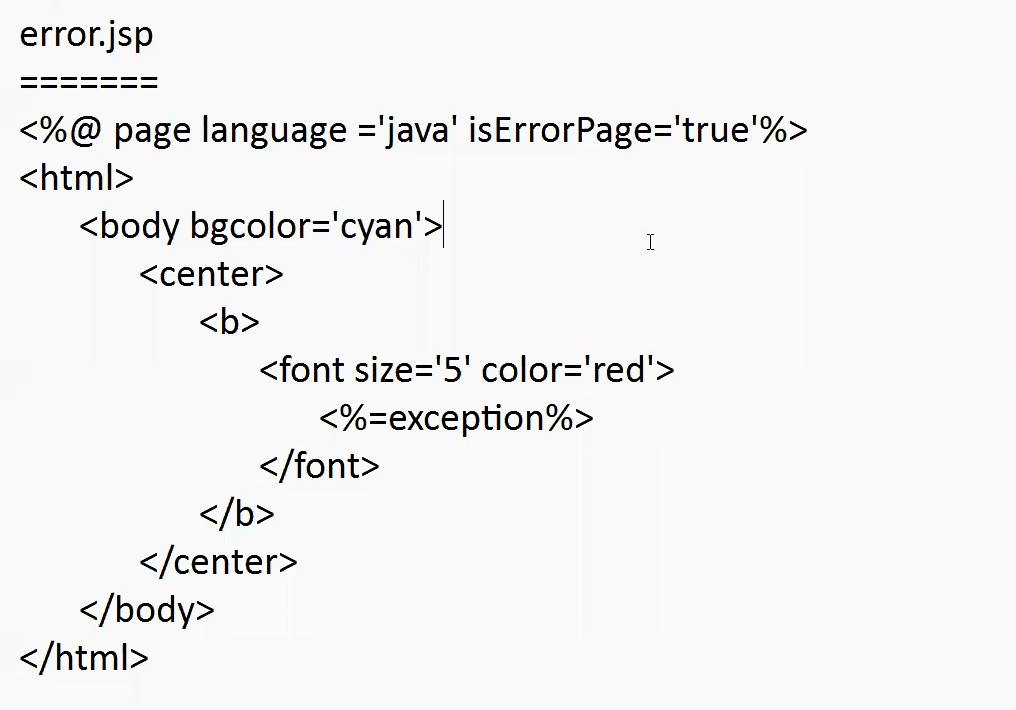 error.jsp
=======
<%@ page language ='java' isErrorPage='true'%>
<html>
<body bgcolor='cyan'>
<center>
<b>
<font size='5' color='red'>
<%=exception%>
</font>
</b>
</center>
</body>
</html>